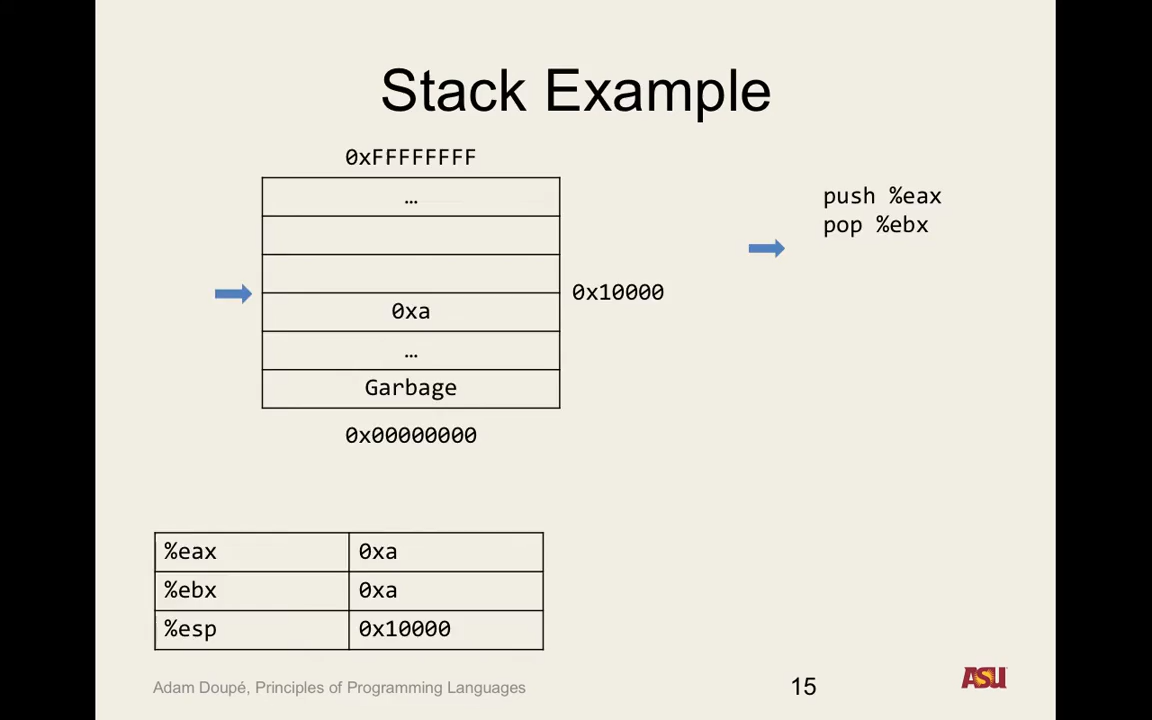 Stack Example
0xFFFFFFFF
…
push %eax
pop %ebx
0x10000
0xa
…
Garbage
0x00000000
%eax 0xa
%ebx 0xa
%esp 0x10000
Adam Doupé, Principles of Programming Languages
15
ASU